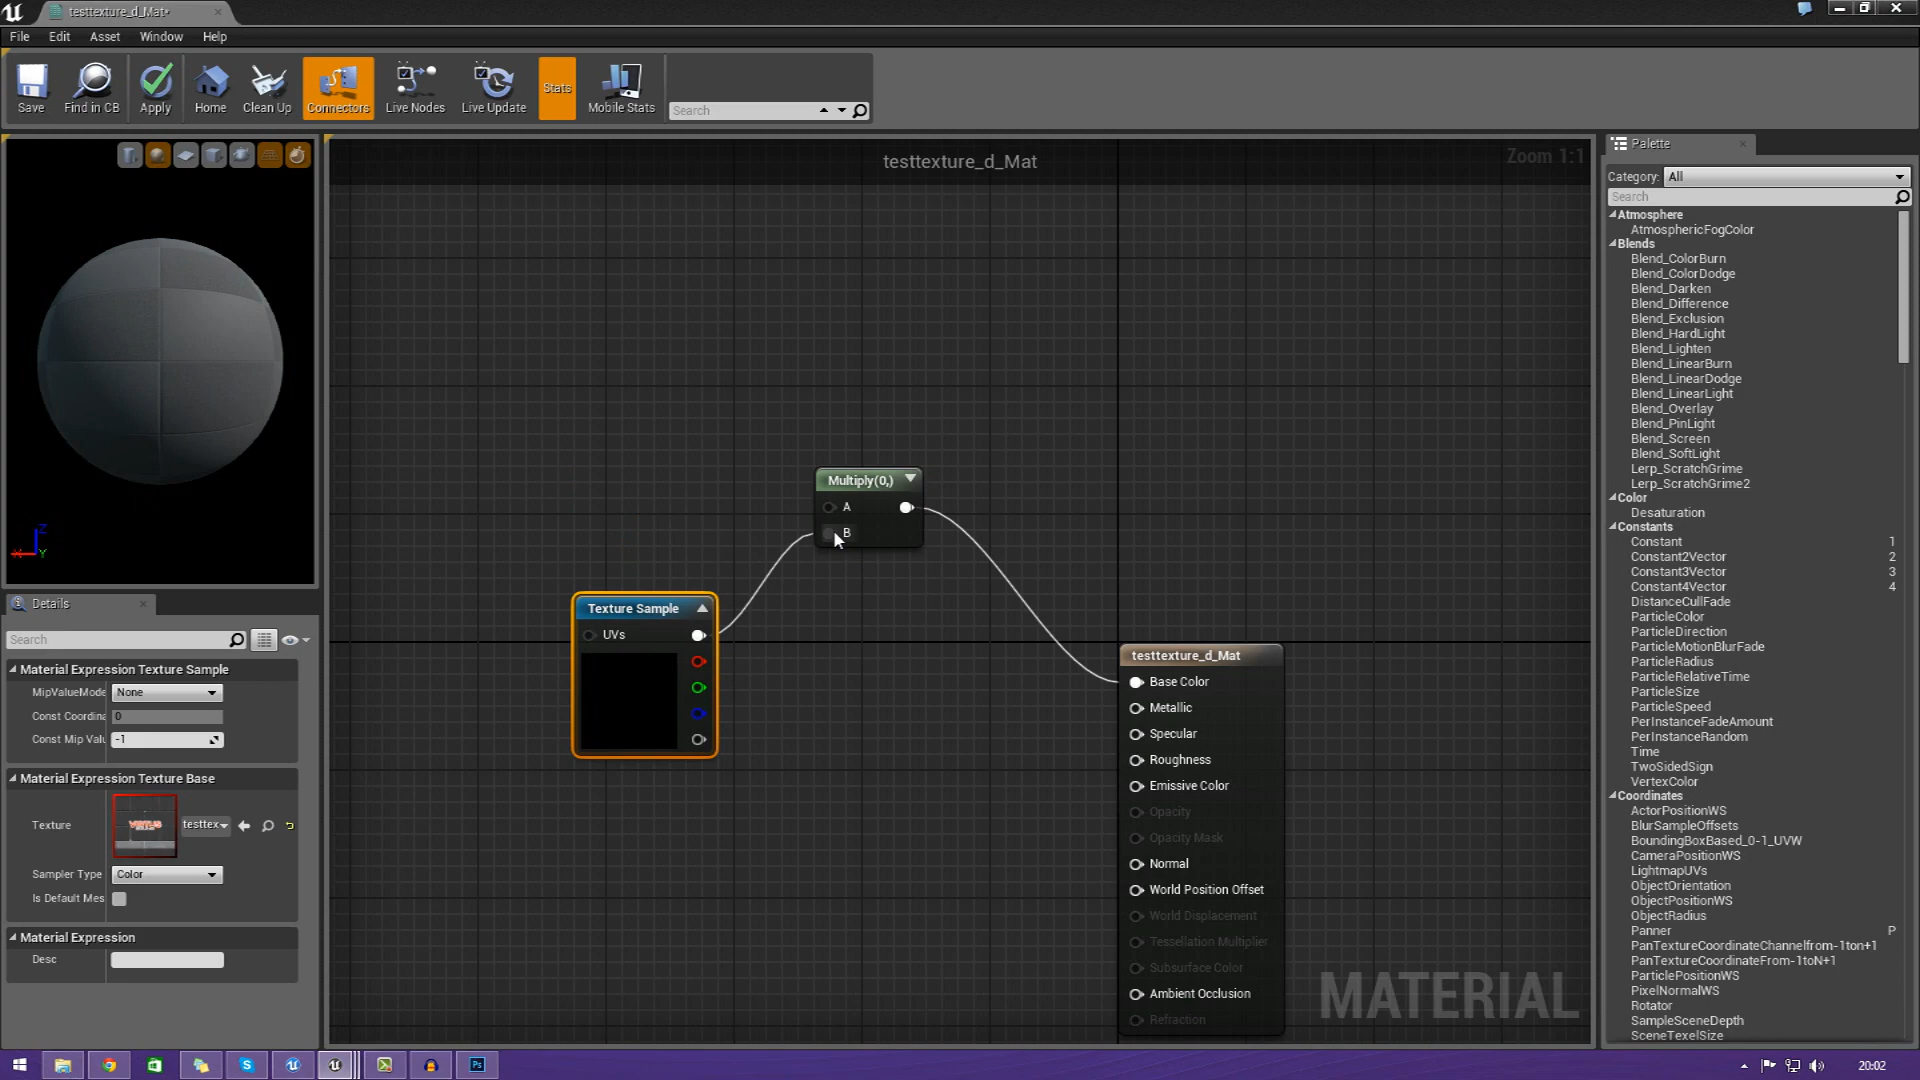 testtexture_d_Mat*
File
Edit
Asset
Window
Help
Save
Find in CB
Apply
Home
Clean Up
Connectors
Live Nodes
Live Update
Stats
Mobile Stats
Search
testtexture_d_Mat
Zoom 1:1
Multiply(0,)
A
B
Texture Sample
UVs
testtexture_d_Mat
Base Color
Metallic
Specular
Roughness
Emissive Color
Opacity
Opacity Mask
Normal
World Position Offset
World Displacement
Tessellation Multiplier
Subsurface Color
Ambient Occlusion
Refraction
MATERIAL
Z
X
Y
Details
Search
Material Expression Texture Sample
MipValueMode
None
Const Coordina
0
Const Mip Valu
-1
Material Expression Texture Base
Texture
testtex
Sampler Type
Color
Is Default Mes
Material Expression
Desc
Palette
Category:
All
Search
Atmosphere
AtmosphericFogColor
Blends
Blend_ColorBurn
Blend_ColorDodge
Blend_Darken
Blend_Difference
Blend_Exclusion
Blend_HardLight
Blend_Lighten
Blend_LinearBurn
Blend_LinearDodge
Blend_LinearLight
Blend_Overlay
Blend_PinLight
Blend_Screen
Blend_SoftLight
Lerp_ScratchGrime
Lerp_ScratchGrime2
Color
Desaturation
Constants
Constant 1
Constant2Vector 2
Constant3Vector 3
Constant4Vector 4
DistanceCullFade
ParticleColor
ParticleDirection
ParticleMotionBlurFade
ParticleRadius
ParticleRelativeTime
ParticleSize
ParticleSpeed
PerInstanceFadeAmount
PerInstanceRandom
Time
TwoSidedSign
VertexColor
Coordinates
ActorPositionWS
BlurSampleOffsets
BoundingBoxBased_0-1_UVW
CameraPositionWS
LightmapUVs
ObjectOrientation
ObjectPositionWS
ObjectRadius
Panner P
PanTextureCoordinateChannelfrom-1ton+1
PanTextureCoordinateFrom-1toN+1
ParticlePositionWS
PixelNormalWS
Rotator
SampleSceneDepth
SceneTexelSize
Ps
20:02